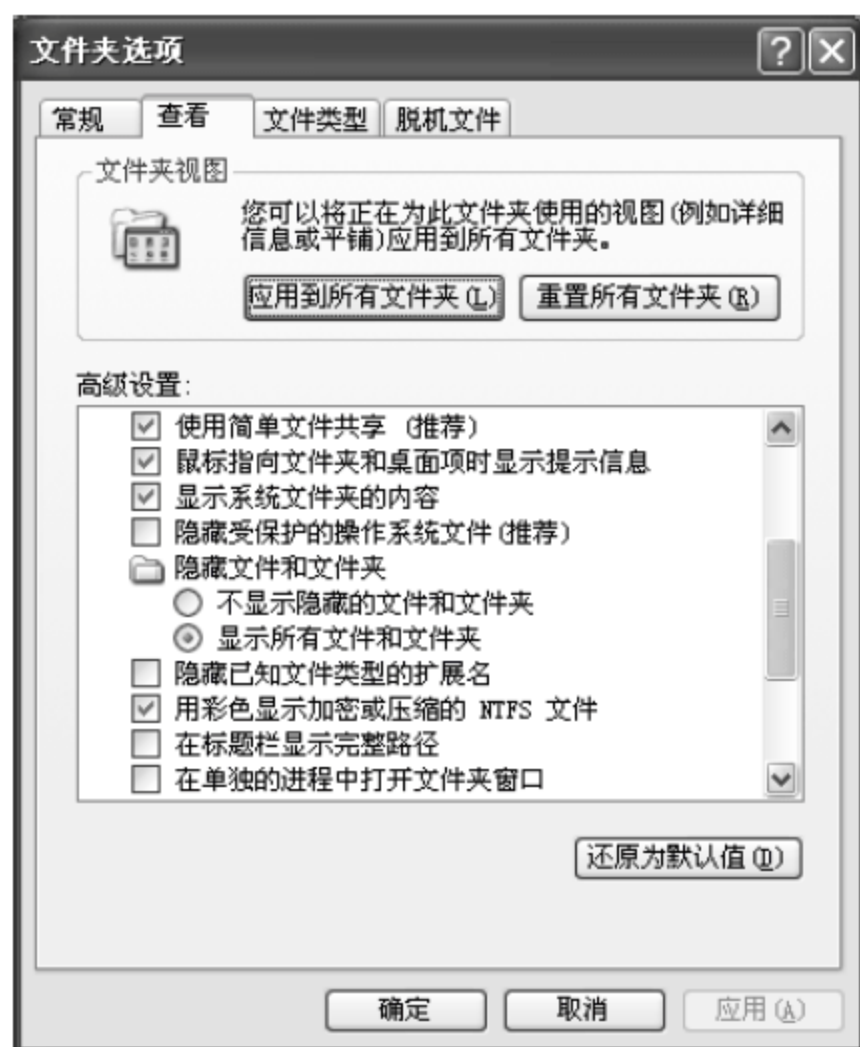 文件夹选项
常规 查看 文件类型 脱机文件
文件夹视图
您可以将正在为此文件夹使用的视图(例如详细
信息或平铺)应用到所有文件夹。
应用到所有文件夹(L) 重置所有文件夹(R)
高级设置:
使用简单文件共享 (推荐)
鼠标指向文件夹和桌面项时显示提示信息
显示系统文件夹的内容
隐藏受保护的操作系统文件(推荐)
隐藏文件和文件夹
不显示隐藏的文件和文件夹
显示所有文件和文件夹
隐藏已知文件类型的扩展名
用彩色显示加密或压缩的 NTFS 文件
在标题栏显示完整路径
在单独的进程中打开文件夹窗口
还原为默认值(D)
确定 取消 应用(A)